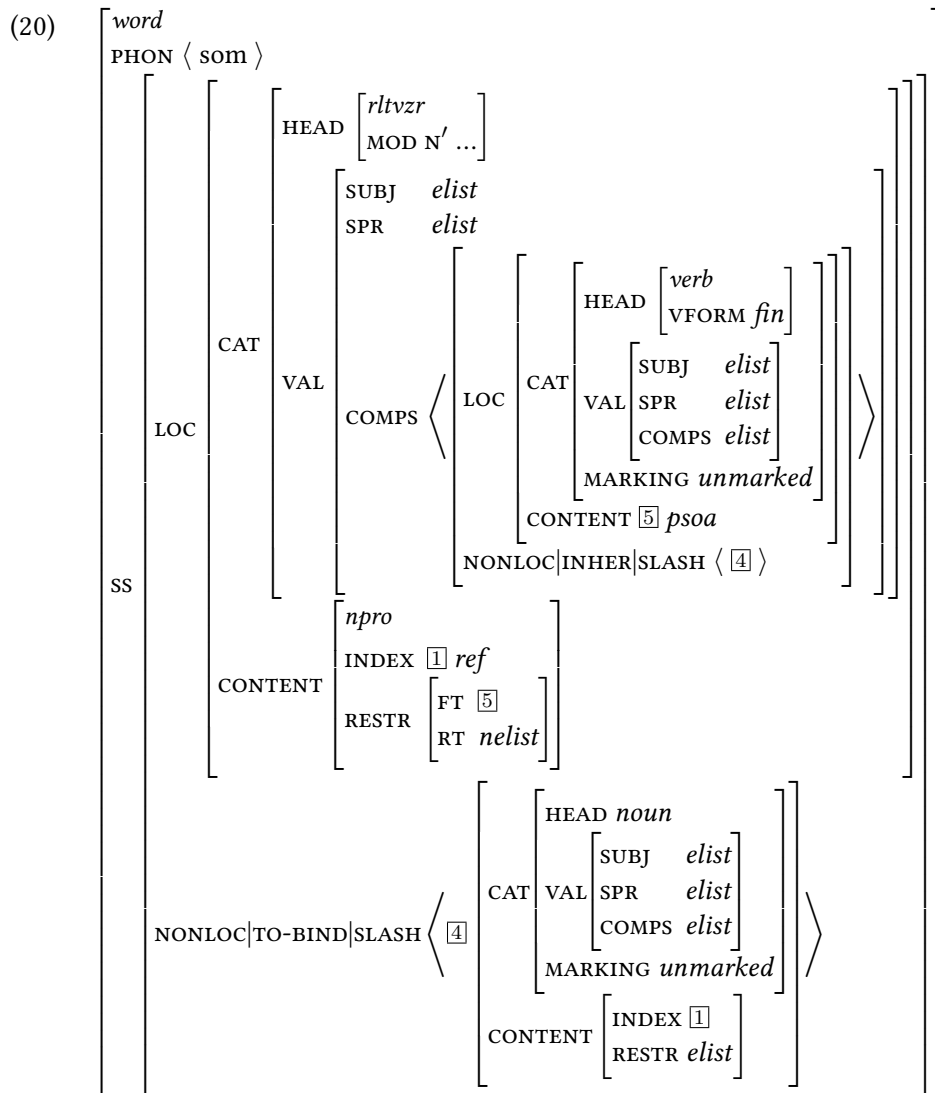 (20)
word
PHON ⟨ som ⟩
HEAD [rltvzr
MOD N′ ...]
SUBJ elist
SPR elist
HEAD [verb
VFORM fin]
CAT
SUBJ elist
CAT
VAL SPR elist
VAL
COMPS ⟨ LOC
COMPS elist ⟩
LOC
MARKING unmarked
CONTENT 5 psoa
NONLOC|INHER|SLASH ⟨ 4 ⟩
SS
npro
INDEX 1 ref
CONTENT
RESTR [FT 5
RT nelist]
HEAD noun
SUBJ elist
CAT VAL SPR elist
COMPS elist
NONLOC|TO-BIND|SLASH ⟨ 4 ⟩
MARKING unmarked
CONTENT [INDEX 1
RESTR elist]